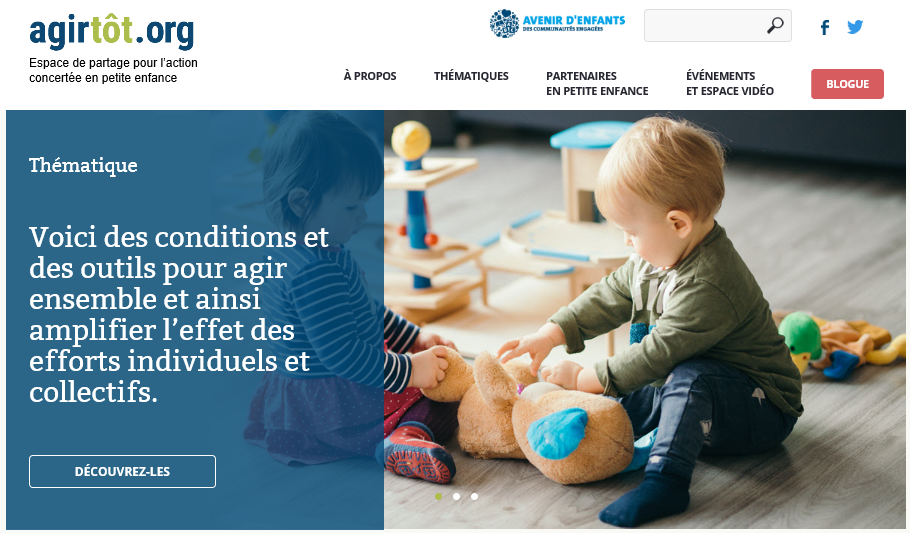 agirtôt.org
Espace de partage pour l'action
concertée en petite enfance
AVENIR D'ENFANTS
DES COMMUNAUTÉS ENGAGÉES
À PROPOS
THÉMATIQUES
PARTENAIRES
EN PETITE ENFANCE
ÉVÉNEMENTS
ET ESPACE VIDÉO
BLOGUE
Thématique
Voici des conditions et
des outils pour agir
ensemble et ainsi
amplifier l'effet des
efforts individuels et
collectifs.
DÉCOUVREZ-LES